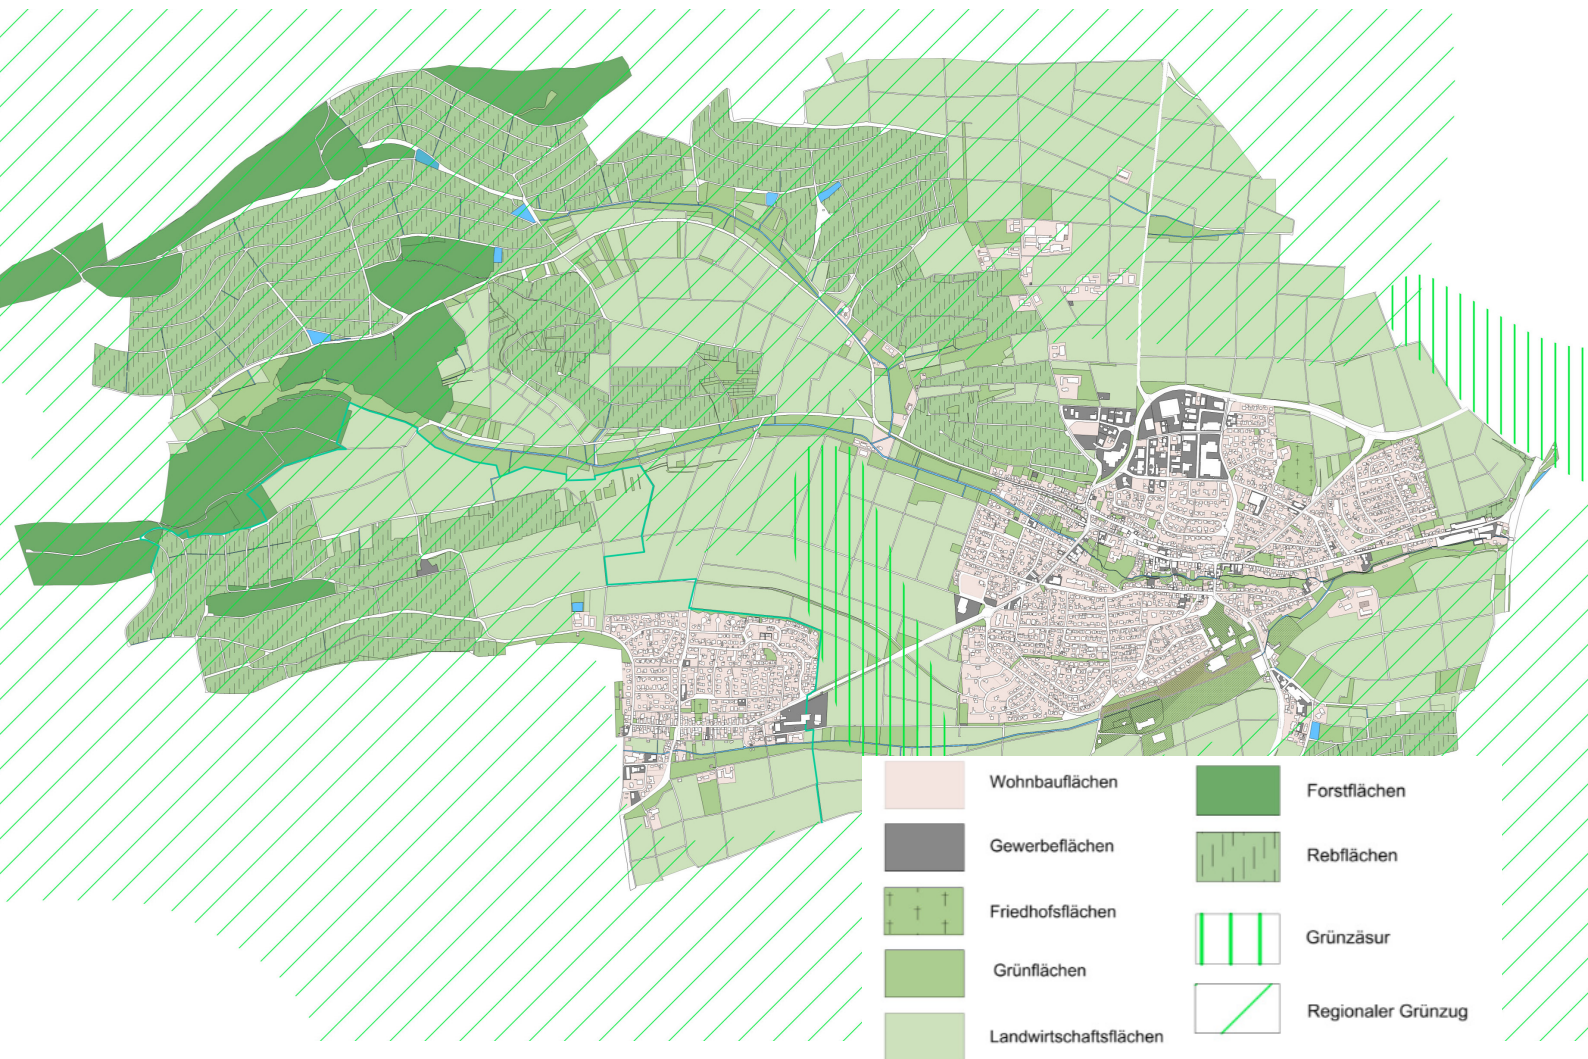 Wohnbauflächen
Gewerbeflächen
Friedhofsflächen
Grünflächen
Landwirtschaftsflächen
Forstflächen
Rebflächen
Grünzäsur
Regionaler Grünzug